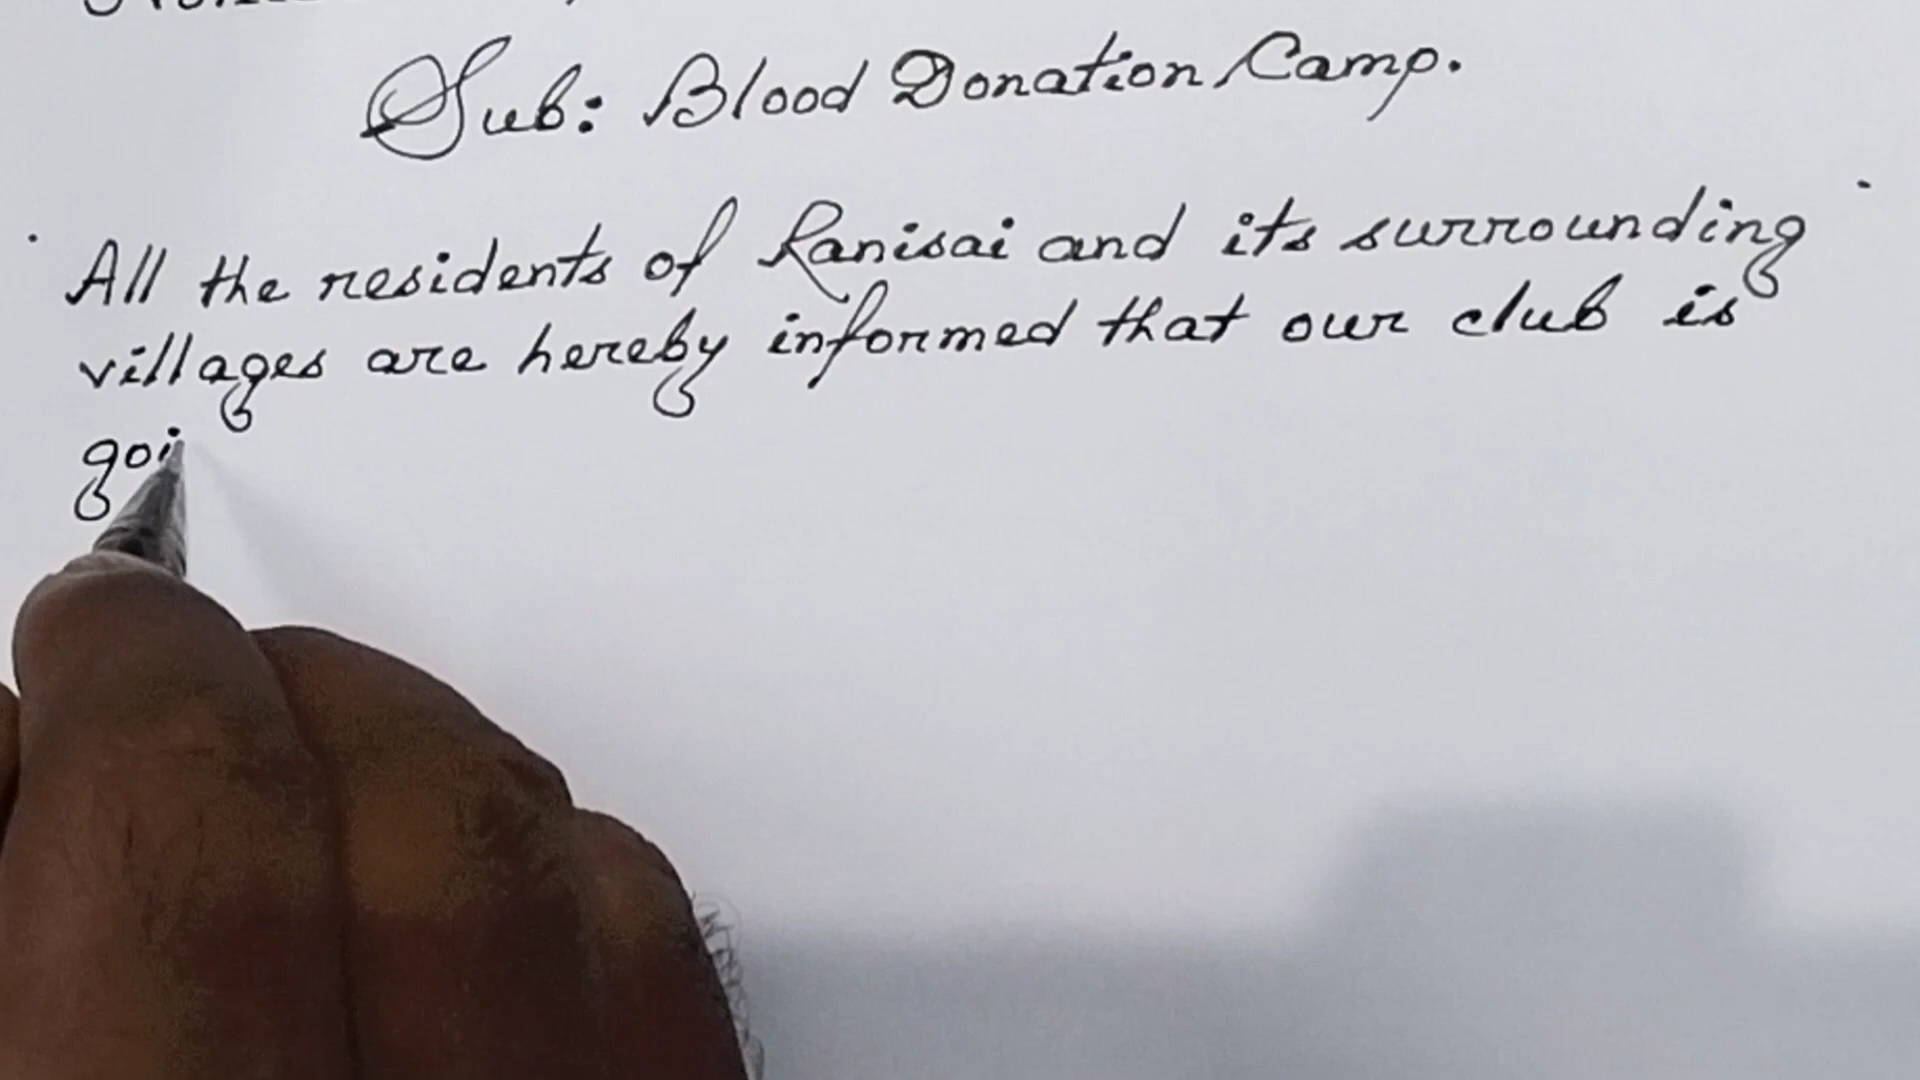 Sub: Blood Donation Camp.
All the residents of Ranisai and its surrounding
villages are hereby informed that our club is
goi